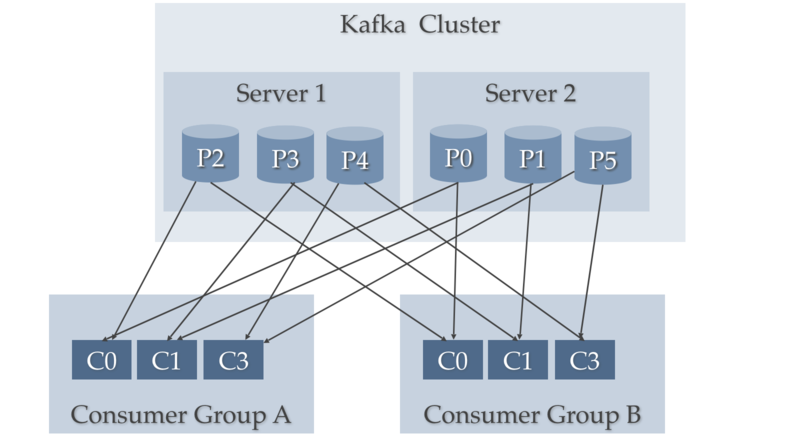 Kafka Cluster
Server 1
Server 2
P2
P3
P4
P0
P1
P5
C0
C1
C3
C0
C1
C3
Consumer Group A
Consumer Group B